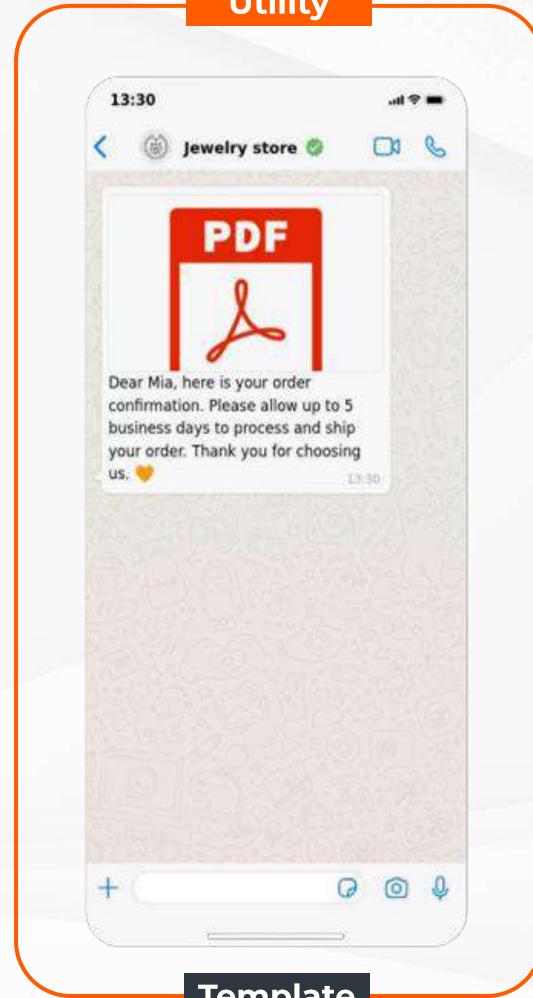 Utility
13:30
Jewelry store
PDF
Dear Mia, here is your order
confirmation. Please allow up to 5
business days to process and ship
your order. Thank you for choosing
us. 🧡
13:30
Template